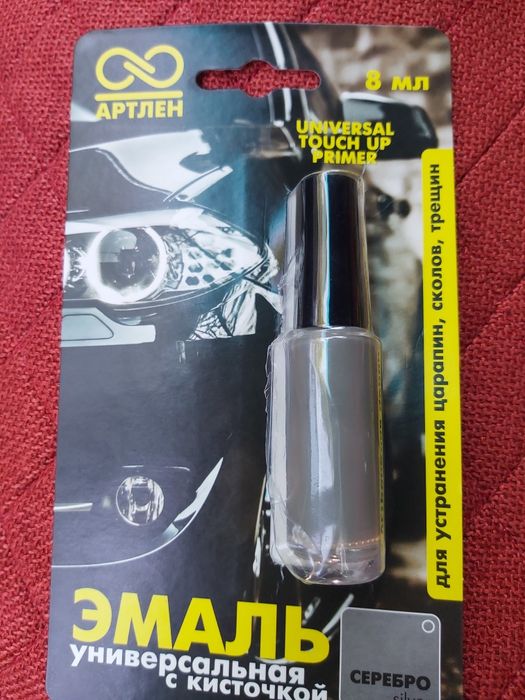 АРТЛЕН
8 мл
UNIVERSAL
TOUCH UP
PRIMER
для устранения царапин, сколов, трещин
ЭМАЛЬ
универсальная
с кисточкой
СЕРЕБРО